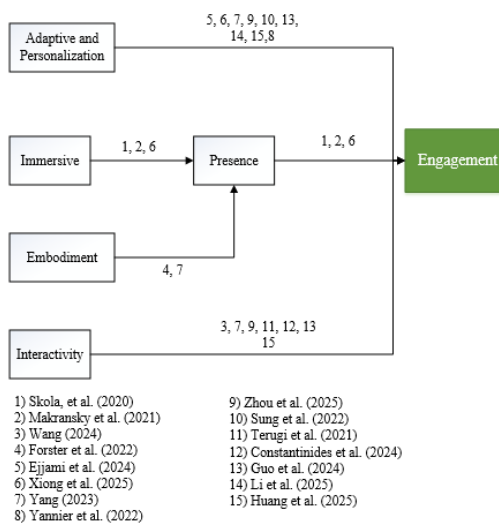 5, 6, 7, 9, 10, 13,
14, 15,8
Adaptive and
Personalization
Immersive
1, 2, 6
Presence
1, 2, 6
Engagement
Embodiment
4, 7
3, 7, 9, 11, 12, 13
15
Interactivity
1) Skola, et al. (2020)
2) Makransky et al. (2021)
3) Wang (2024)
4) Forster et al. (2022)
5) Ejjami et al. (2024)
6) Xiong et al. (2025)
7) Yang (2023)
8) Yannier et al. (2022)
9) Zhou et al. (2025)
10) Sung et al. (2022)
11) Terugi et al. (2021)
12) Constantinides et al. (2024)
13) Guo et al. (2024)
14) Li et al. (2025)
15) Huang et al. (2025)